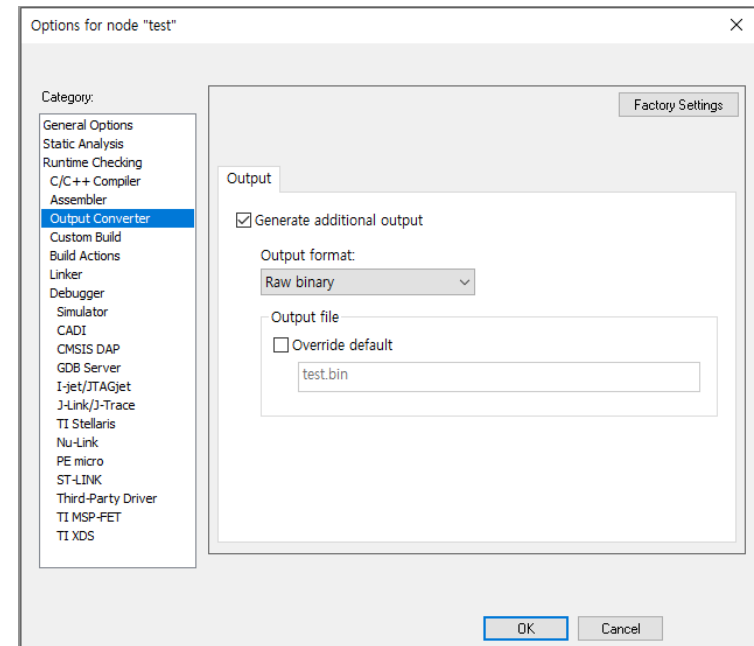 Options for node "test"
Category:
General Options
Static Analysis
Runtime Checking
C/C++ Compiler
Assembler
Output Converter
Custom Build
Build Actions
Linker
Debugger
Simulator
CADI
CMSIS DAP
GDB Server
I-jet/JTAGjet
J-Link/J-Trace
TI Stellaris
Nu-Link
PE micro
ST-LINK
Third-Party Driver
TI MSP-FET
TI XDS
Factory Settings
Output
Generate additional output
Output format:
Raw binary
Output file
Override default
test.bin
OK Cancel